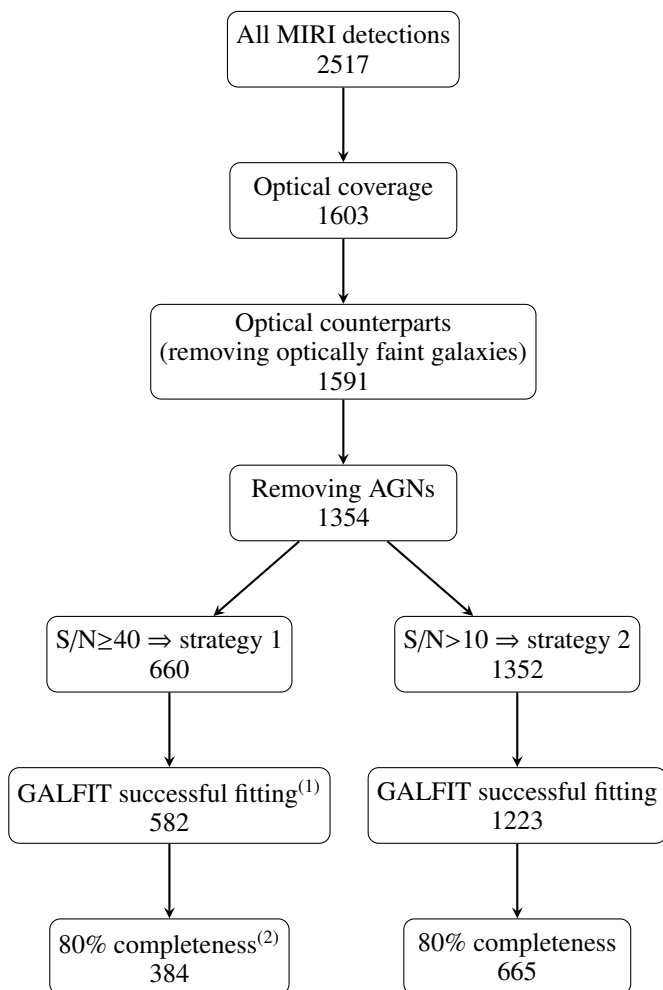 All MIRI detections
2517
Optical coverage
1603
Optical counterparts
(removing optically faint galaxies)
1591
Removing AGNs
1354
S/N≥40 ⇒ strategy 1
660
S/N>10 ⇒ strategy 2
1352
GALFIT successful fitting(1)
582
GALFIT successful fitting
1223
80% completeness(2)
384
80% completeness
665